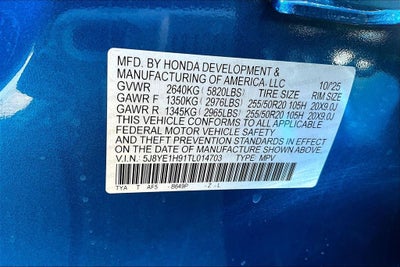 MFD. BY HONDA DEVELOPMENT &
MANUFACTURING OF AMERICA, LLC 10/25
GVWR 2640KG (5820LBS) TIRE SIZE RIM SIZE
GAWR F 1350KG (2976LBS) 255/50R20 105H 20X9.0J
GAWR R 1345KG (2965LBS) 255/50R20 105H 20X9.0J
THIS VEHICLE CONFORMS TO ALL APPLICABLE
FEDERAL MOTOR VEHICLE SAFETY
AND THEFT PREVENTION STANDARDS IN EFFECT
ON THE DATE OF MANUFACTURE SHOWN ABOVE.
V.I.N. 5J8YE1H91TL014703 TYPE: MPV
TYA T AF5 B649P -Z-L